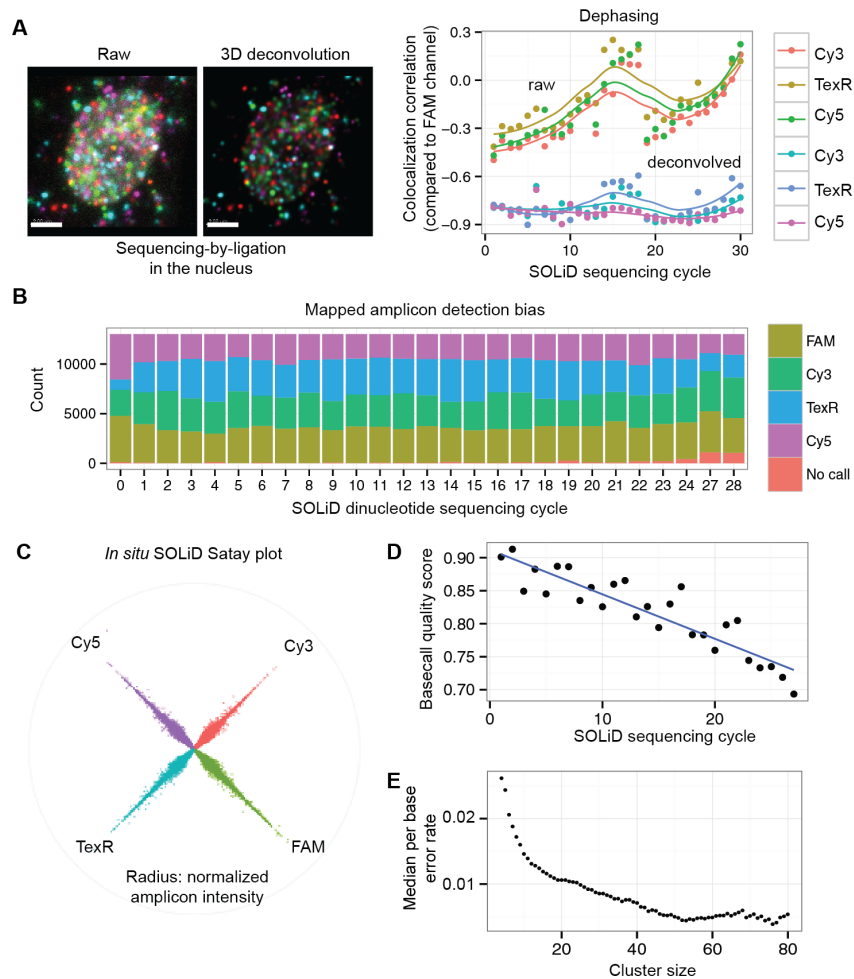 A
Raw
3D deconvolution
Sequencing-by-ligation
in the nucleus
Dephasing
Colocalization correlation
(compared to FAM channel)
0.3
0.0
−0.3
−0.6
−0.9
raw
deconvolved
0
10
20
30
SOLiD sequencing cycle
Cy3
TexR
Cy5
Cy3
TexR
Cy5
B
Mapped amplicon detection bias
Count
10000
5000
0
0 1 2 3 4 5 6 7 8 9 10 11 12 13 14 15 16 17 18 19 20 21 22 23 24 27 28
SOLiD dinucleotide sequencing cycle
FAM
Cy3
TexR
Cy5
No call
C
In situ SOLiD Satay plot
Cy5
Cy3
TexR
FAM
Radius: normalized
amplicon intensity
D
Basecall quality score
0.90
0.85
0.80
0.75
0.70
0
10
20
SOLiD sequencing cycle
E
Median per base
error rate
0.02
0.01
20
40
60
80
Cluster size